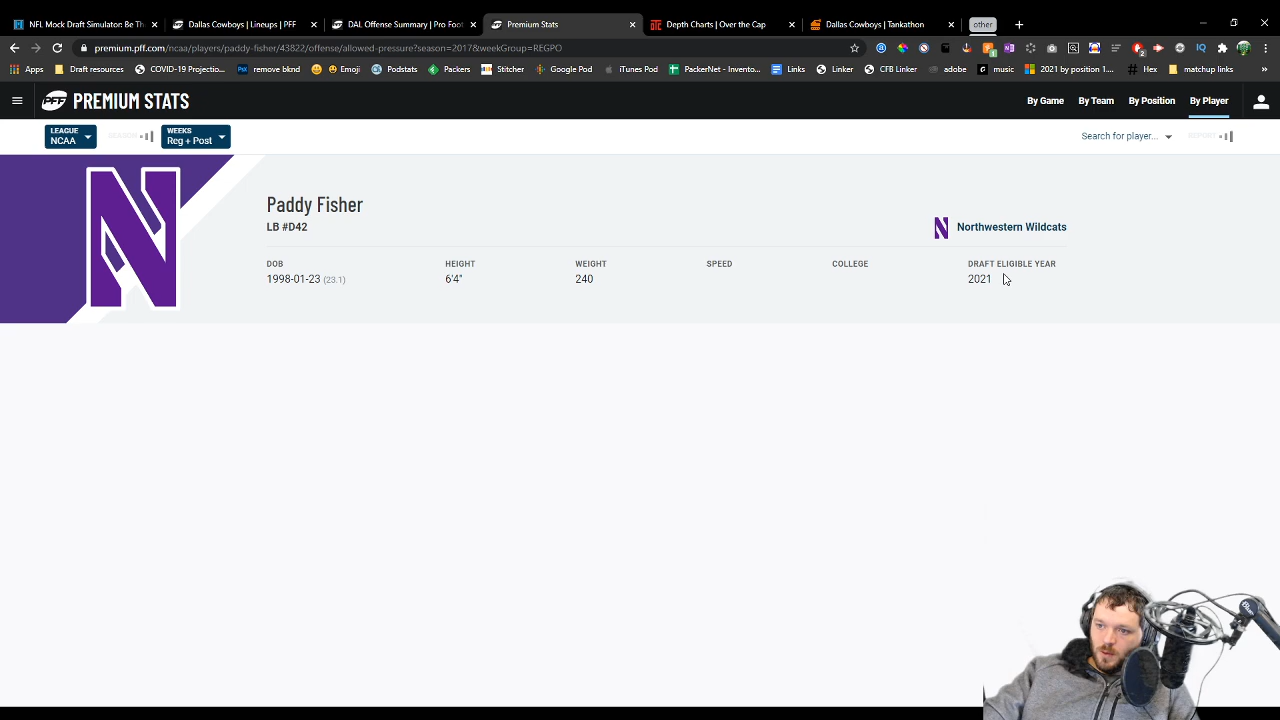 NFL Mock Draft Simulator: Be Th
Dallas Cowboys | Lineups | PFF
DAL Offense Summary | Pro Foot
Premium Stats
Depth Charts | Over the Cap
Dallas Cowboys | Tankathon
other
premium.pff.com/ncaa/players/paddy-fisher/43822/offense/allowed-pressure?season=2017&weekGroup=REGPO
Apps Draft resources COVID-19 Projectio... remove blind Emoji Podstats Packers Stitcher Google Pod iTunes Pod PackerNet - Invento... Links Linker CFB Linker adobe music 2021 by position 1... Hex matchup links
PFF PREMIUM STATS
By Game By Team By Position By Player
LEAGUE
NCAA
SEASON
WEEKS
Reg + Post
Search for player...
REPORT
N
Paddy Fisher
LB #D42
N Northwestern Wildcats
DOB HEIGHT WEIGHT SPEED COLLEGE DRAFT ELIGIBLE YEAR
1998-01-23 (23.1) 6'4" 240 2021